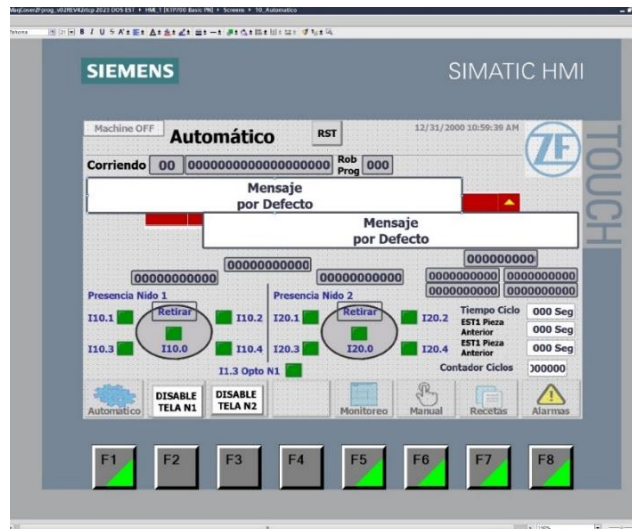 SIEMENS
SIMATIC HMI
TOUCH
Machine OFF
Automático
RST
12/31/2000 10:59:39 AM
ZF
Corriendo 00 0000000000000000000 Rob Prog 000
Mensaje
por Defecto
Mensaje
por Defecto
000000000
0000000000
0000000000
0000000000
0000000000 0000000000
0000000000 0000000000
Presencia Nido 1
Presencia Nido 2
Retirar
Retirar
I10.1
I10.2
I20.1
I20.2
I10.3
I10.0
I10.4
I20.3
I20.0
I20.4
Tiempo Ciclo 000 Seg
EST1 Pieza
Anterior 000 Seg
EST1 Pieza
Anterior 000 Seg
I1.3 Opto N1
Contador Ciclos 000000
Automatico
DISABLE
TELA N1
DISABLE
TELA N2
Monitoreo
Manual
Recetas
Alarmas
F1 F2 F3 F4 F5 F6 F7 F8